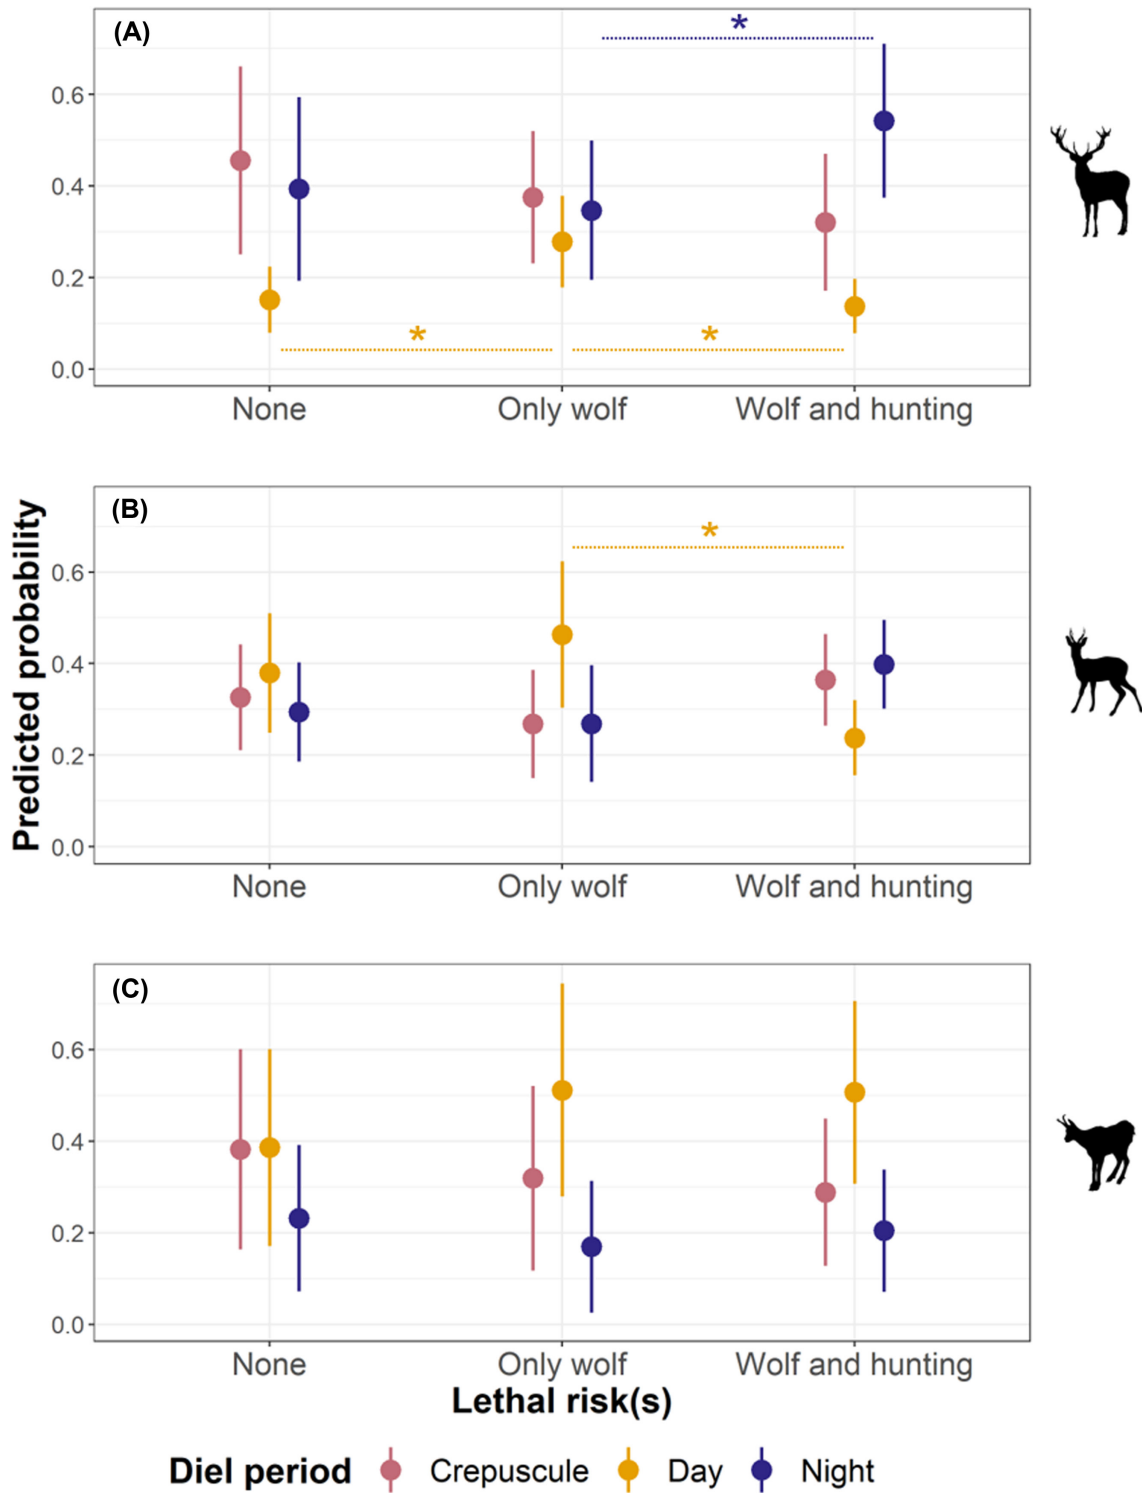 (A)
*
0.6
0.4
0.2
* *
0.0
None Only wolf Wolf and hunting
Predicted probability
(B)
*
0.6
0.4
0.2
0.0
None Only wolf Wolf and hunting
(C)
0.6
0.4
0.2
0.0
None Only wolf Wolf and hunting
Lethal risk(s)
Diel period Crepuscule Day Night